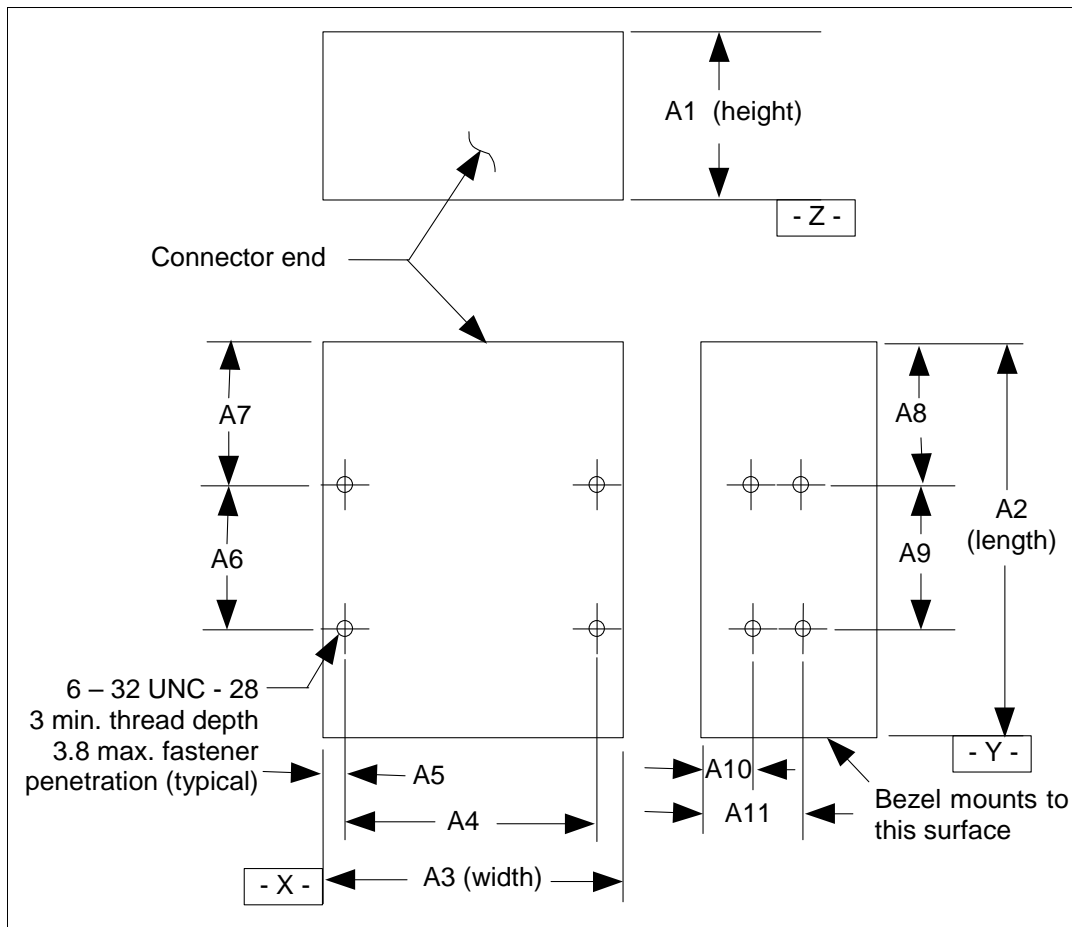 A1 (height)
- Z -
Connector end
A7
A8
A6
A9
A2
(length)
6 – 32 UNC - 28
3 min. thread depth
3.8 max. fastener
penetration (typical)
A5
A4
A3 (width)
- X -
A10
A11
- Y -
Bezel mounts to
this surface